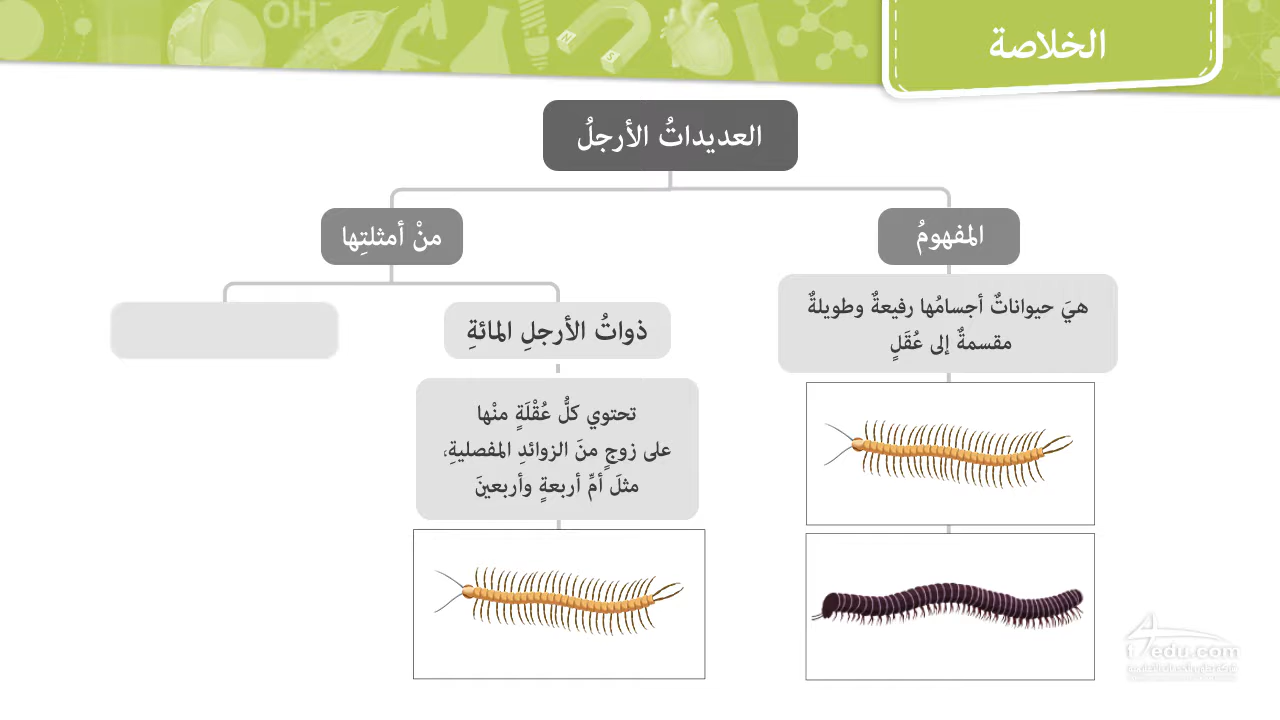 الخلاصة
العديداتُ الأرجلُ
المفهومُ
منْ أمثلتِها
هيَ حيواناتٌ أجسامُها رفيعةٌ وطويلةٌ
مقسمةٌ إلى عُقَلٍ
ذواتُ الأرجلِ المائةِ
تحتوي كلُّ عُقْلَةٍ منْها
على زوجٍ منَ الزوائدِ المفصليةِ،
مثلَ أمِّ أربعةٍ وأربعينَ
OH⁻
N
S
edu.com